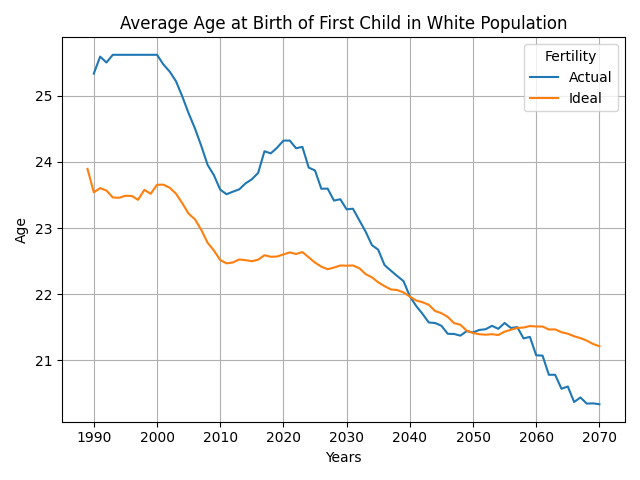 Average Age at Birth of First Child in White Population
Fertility
Actual
Ideal
Age
25
24
23
22
21
1990 2000 2010 2020 2030 2040 2050 2060 2070
Years